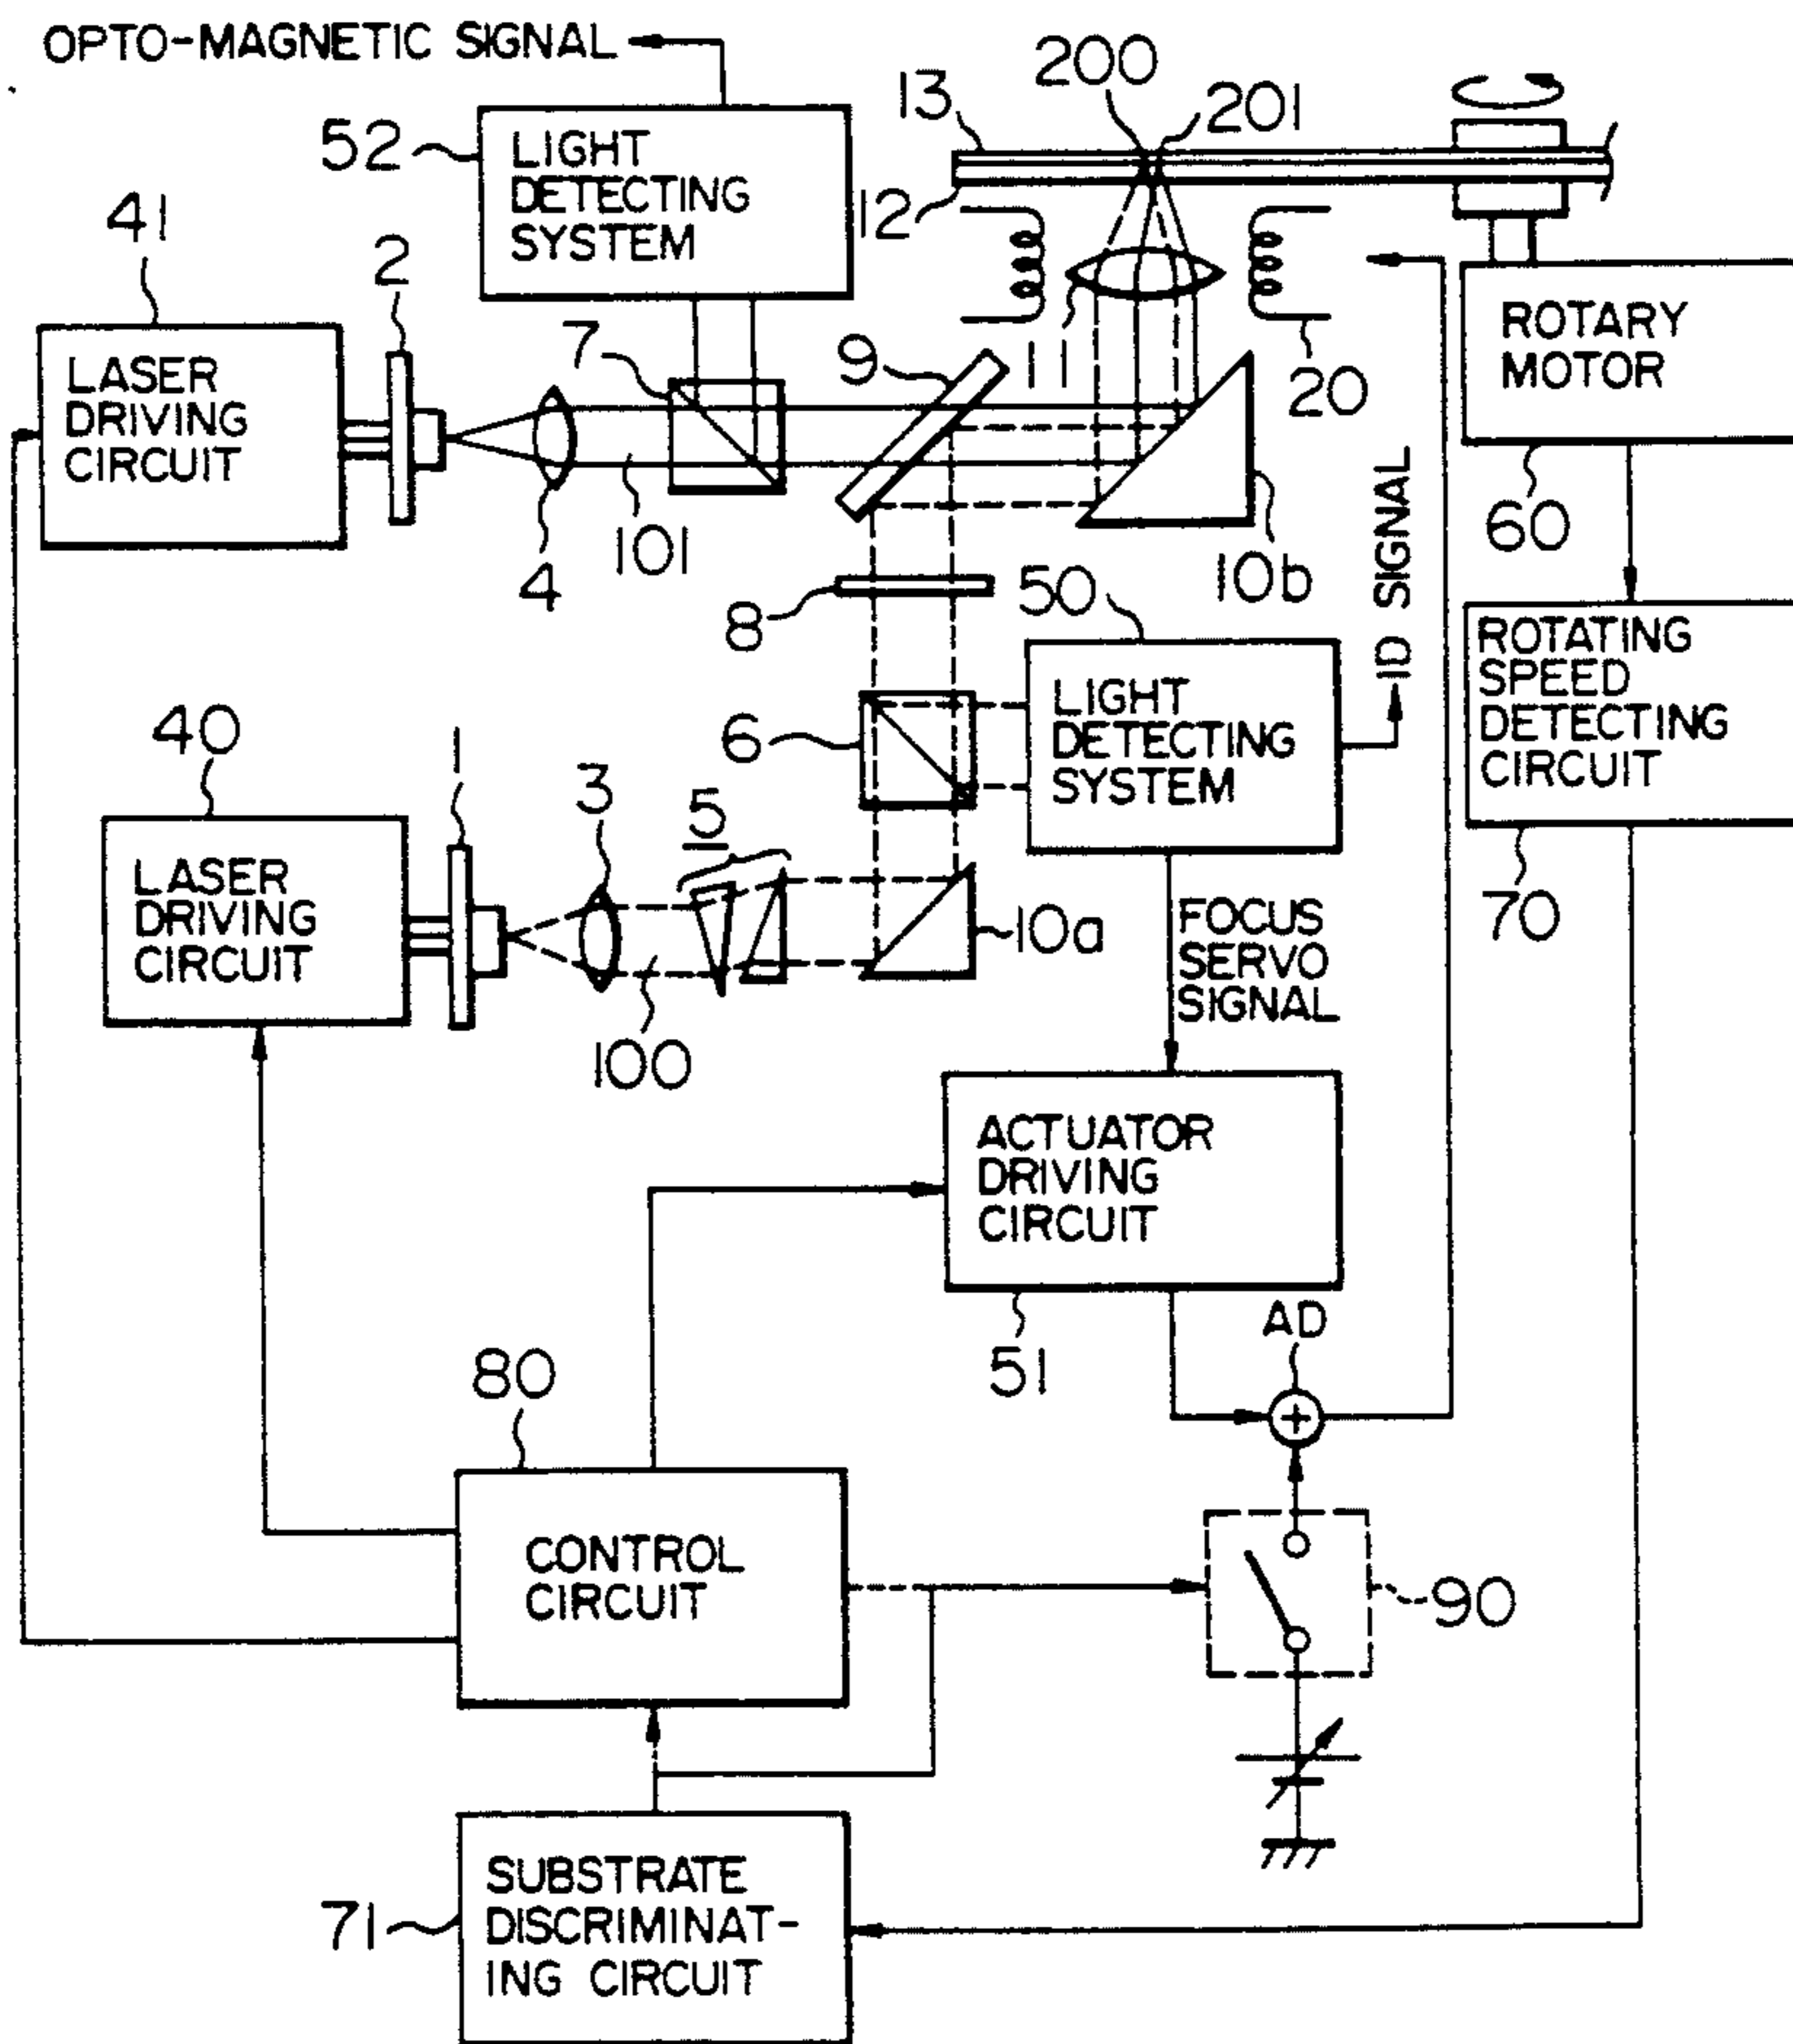 OPTO-MAGNETIC SIGNAL
200
13
201
52
LIGHT
DETECTING
SYSTEM
12
41
2
7
9
11
20
LASER
DRIVING
CIRCUIT
ROTARY
MOTOR
4
101
10b
ID SIGNAL
60
8
50
ROTATING
SPEED
DETECTING
CIRCUIT
6
LIGHT
DETECTING
SYSTEM
40
1
3
5
70
LASER
DRIVING
CIRCUIT
10a
FOCUS
SERVO
SIGNAL
100
ACTUATOR
DRIVING
CIRCUIT
AD
51
80
+
CONTROL
CIRCUIT
90
71
SUBSTRATE
DISCRIMINAT-
ING CIRCUIT